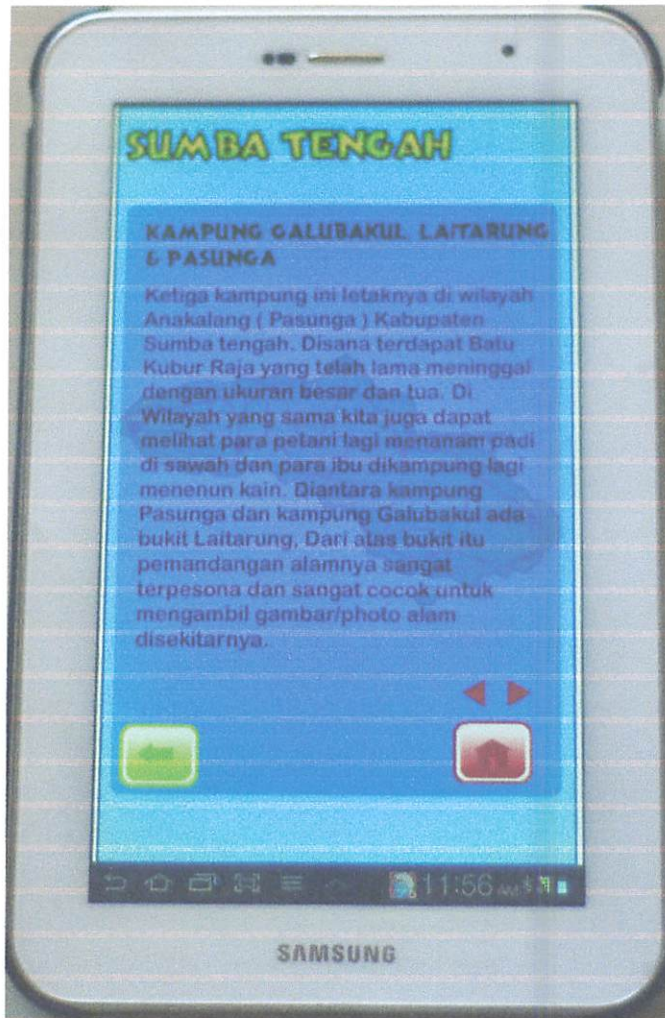 SUMBA TENGAH
KAMPUNG GALUBAKUL, LAITARUNG
& PASUNGA
Ketiga kampung ini letaknya di wilayah
Anakalang ( Pasunga ) Kabupaten
Sumba tengah. Disana terdapat Batu
Kubur Raja yang telah lama meninggal
dengan ukuran besar dan tua. Di
Wilayah yang sama kita juga dapat
melihat para petani lagi menanam padi
di sawah dan para ibu dikampung lagi
menenun kain. Diantara kampung
Pasunga dan kampung Galubakul ada
bukit Laitarung, Dari atas bukit itu
pemandangan alamnya sangat
terpesona dan sangat cocok untuk
mengambil gambar/photo alam
disekitarnya.
11:56 AM
SAMSUNG